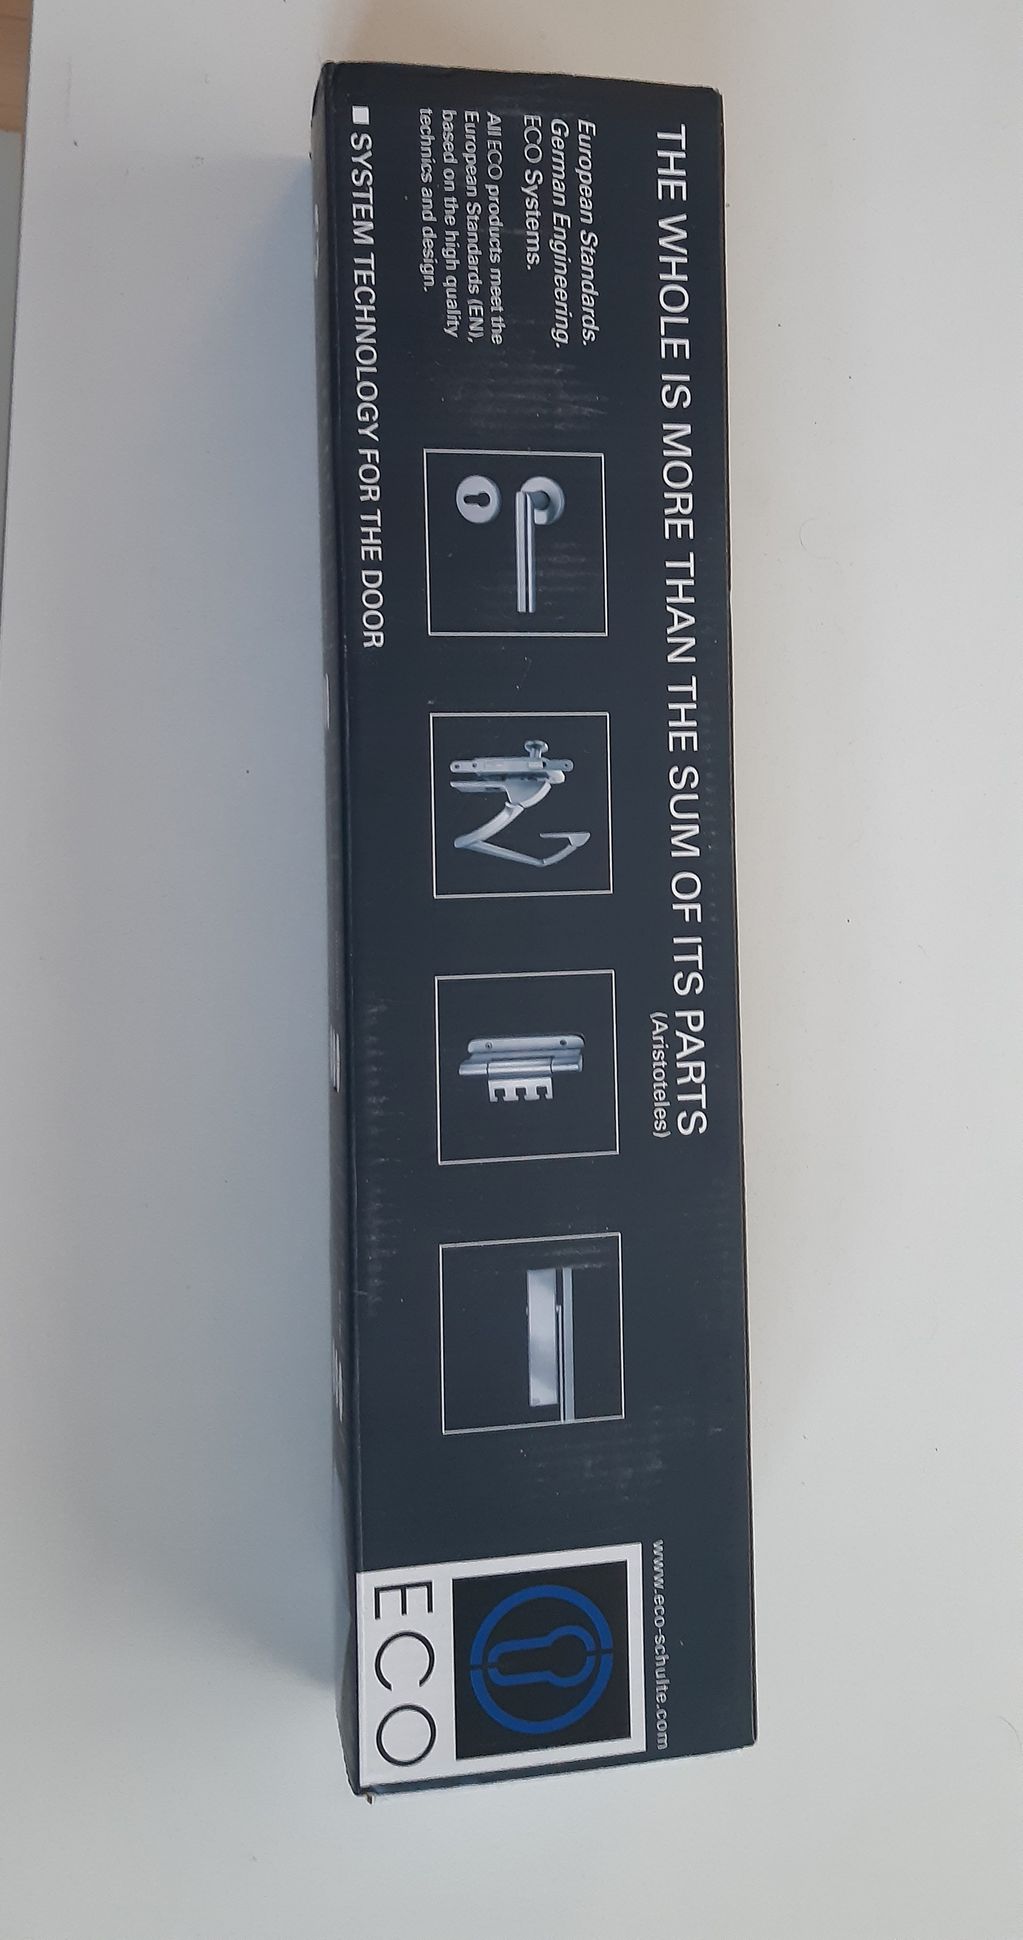 THE WHOLE IS MORE THAN THE SUM OF ITS PARTS
(Aristoteles)
www.eco-schulte.com
European Standards.
German Engineering.
ECO Systems.
All ECO products meet the
European Standards (EN),
based on the high quality
technics and design.
SYSTEM TECHNOLOGY FOR THE DOOR
ECO